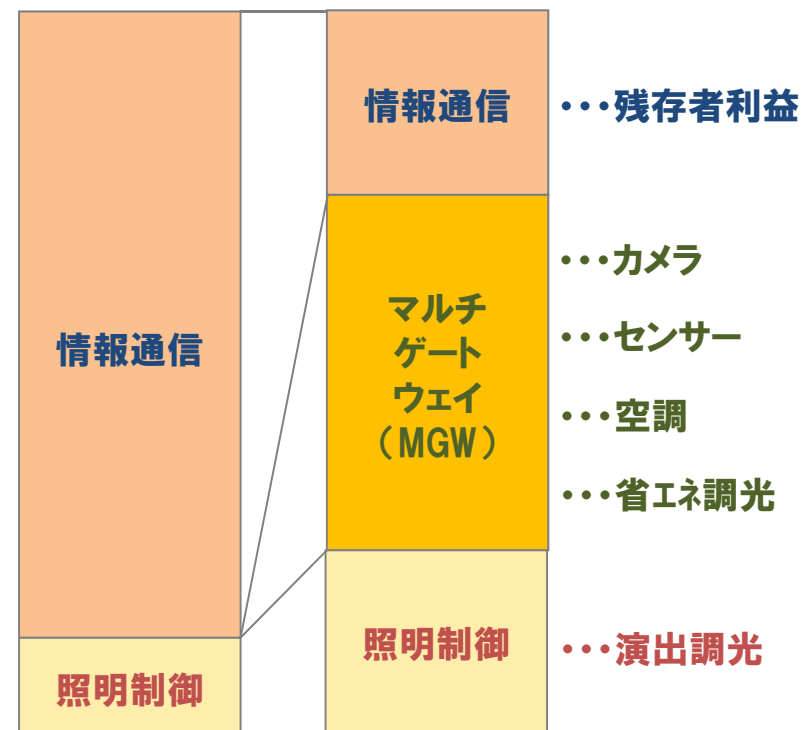 情報通信
照明制御
情報通信
マルチ
ゲート
ウェイ
（MGW）
照明制御
・・・残存者利益
・・・カメラ
・・・センサー
・・・空調
・・・省エネ調光
・・・演出調光